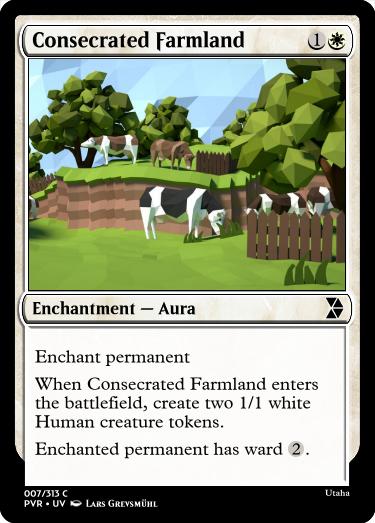 Consecrated Farmland 1
Enchantment — Aura
Enchant permanent
When Consecrated Farmland enters
the battlefield, create two 1/1 white
Human creature tokens.
Enchanted permanent has ward 2.
007/313 C
Utaha
PVR • UV Lars Grevsmühl